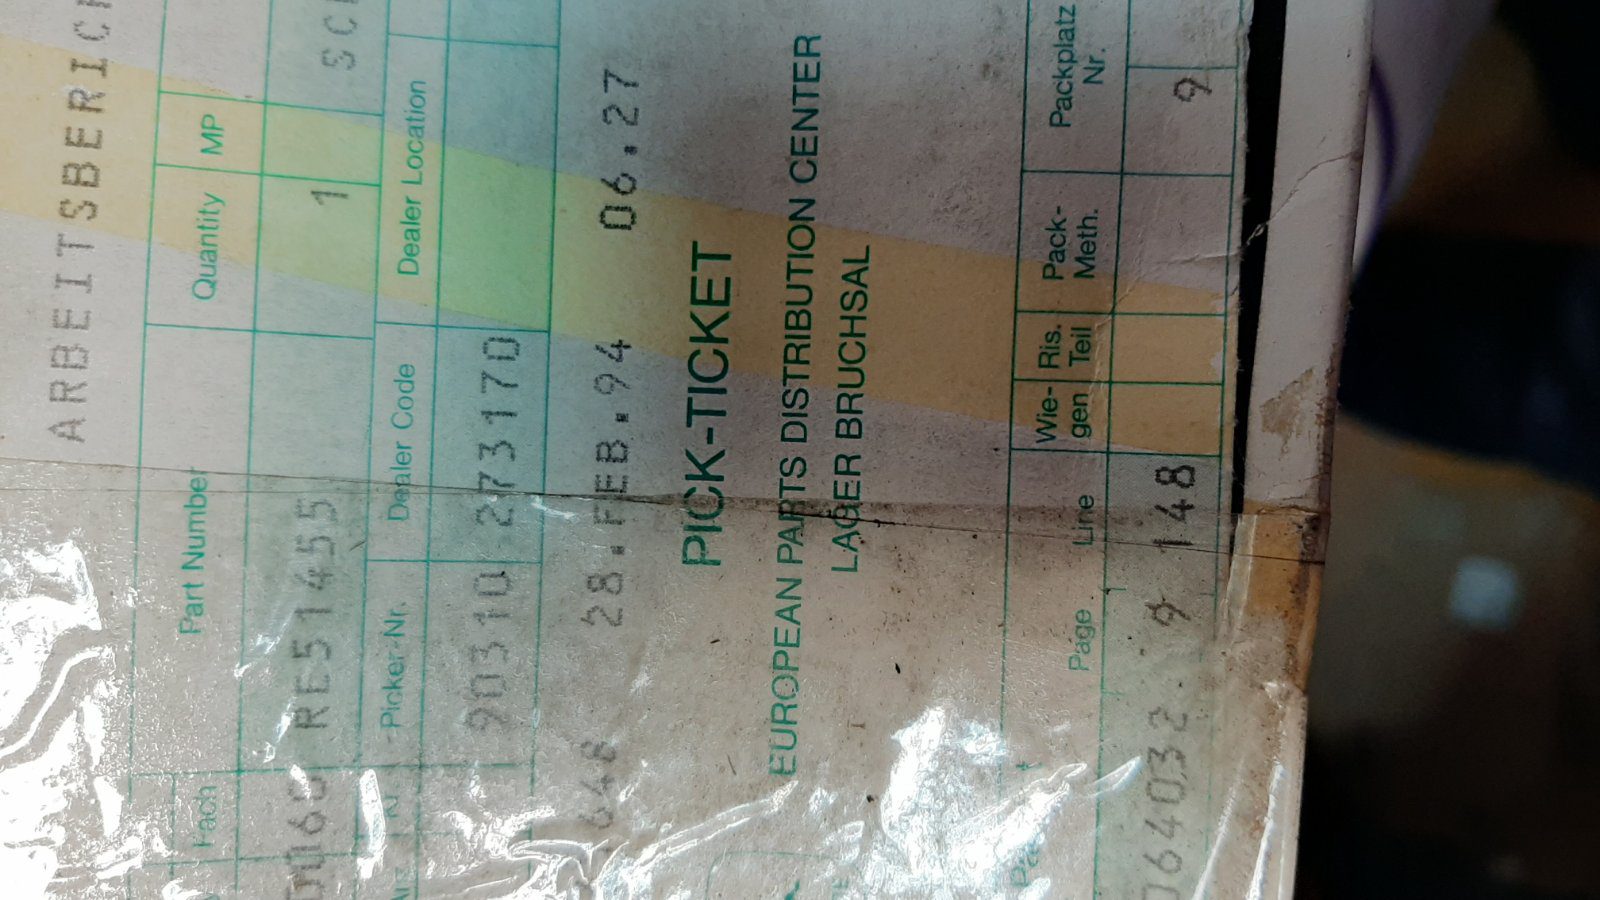 ARBEITSBERIC
Fach Part Number Quantity MP
RE51455 1
Picker-Nr. Dealer Code Dealer Location
90310 273170
28.FEB.94 06.27
PICK-TICKET
EUROPEAN PARTS DISTRIBUTION CENTER
LAGER BRUCHSAL
Page Line Wie-gen Ris. Teil Pack-Meth. Packplatz Nr.
064032 9 148 9